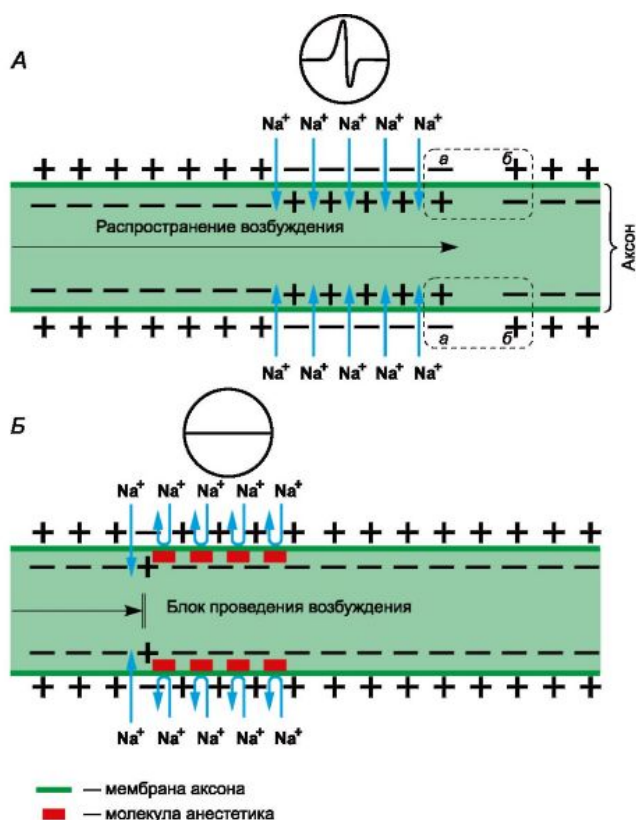 А
Na⁺ Na⁺ Na⁺ Na⁺ Na⁺
+ + + + + + + – – – – – а б + +
– – – – – – – + + + + + – – –
Распространение возбуждения
Аксон
– – – – – – – + + + + + – – –
+ + + + + + + – – – – – а б + +
Na⁺ Na⁺ Na⁺ Na⁺ Na⁺
Б
Na⁺ Na⁺ Na⁺ Na⁺ Na⁺
Блок проведения возбуждения
Na⁺ Na⁺ Na⁺ Na⁺ Na⁺
— мембрана аксона
— молекула анестетика